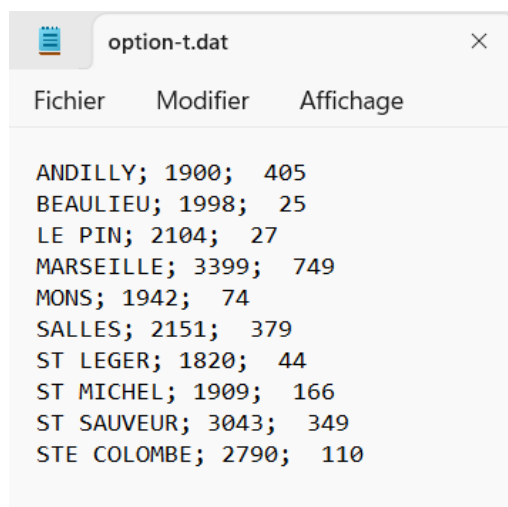 option-t.dat
Fichier Modifier Affichage
ANDILLY; 1900;  405
BEAULIEU; 1998;  25
LE PIN; 2104;  27
MARSEILLE; 3399;  749
MONS; 1942;  74
SALLES; 2151;  379
ST LEGER; 1820;  44
ST MICHEL; 1909;  166
ST SAUVEUR; 3043;  349
STE COLOMBE; 2790;  110